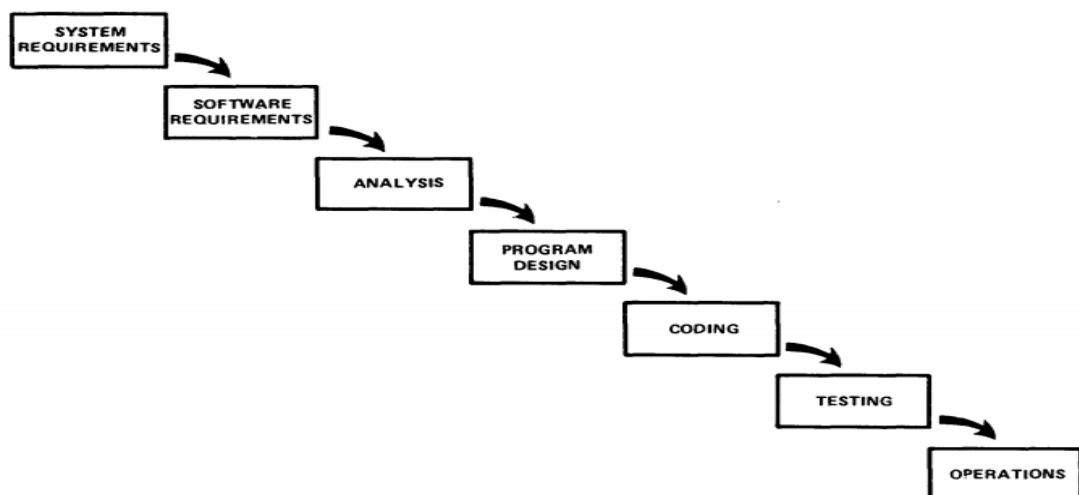 SYSTEM
REQUIREMENTS
SOFTWARE
REQUIREMENTS
ANALYSIS
PROGRAM
DESIGN
CODING
TESTING
OPERATIONS